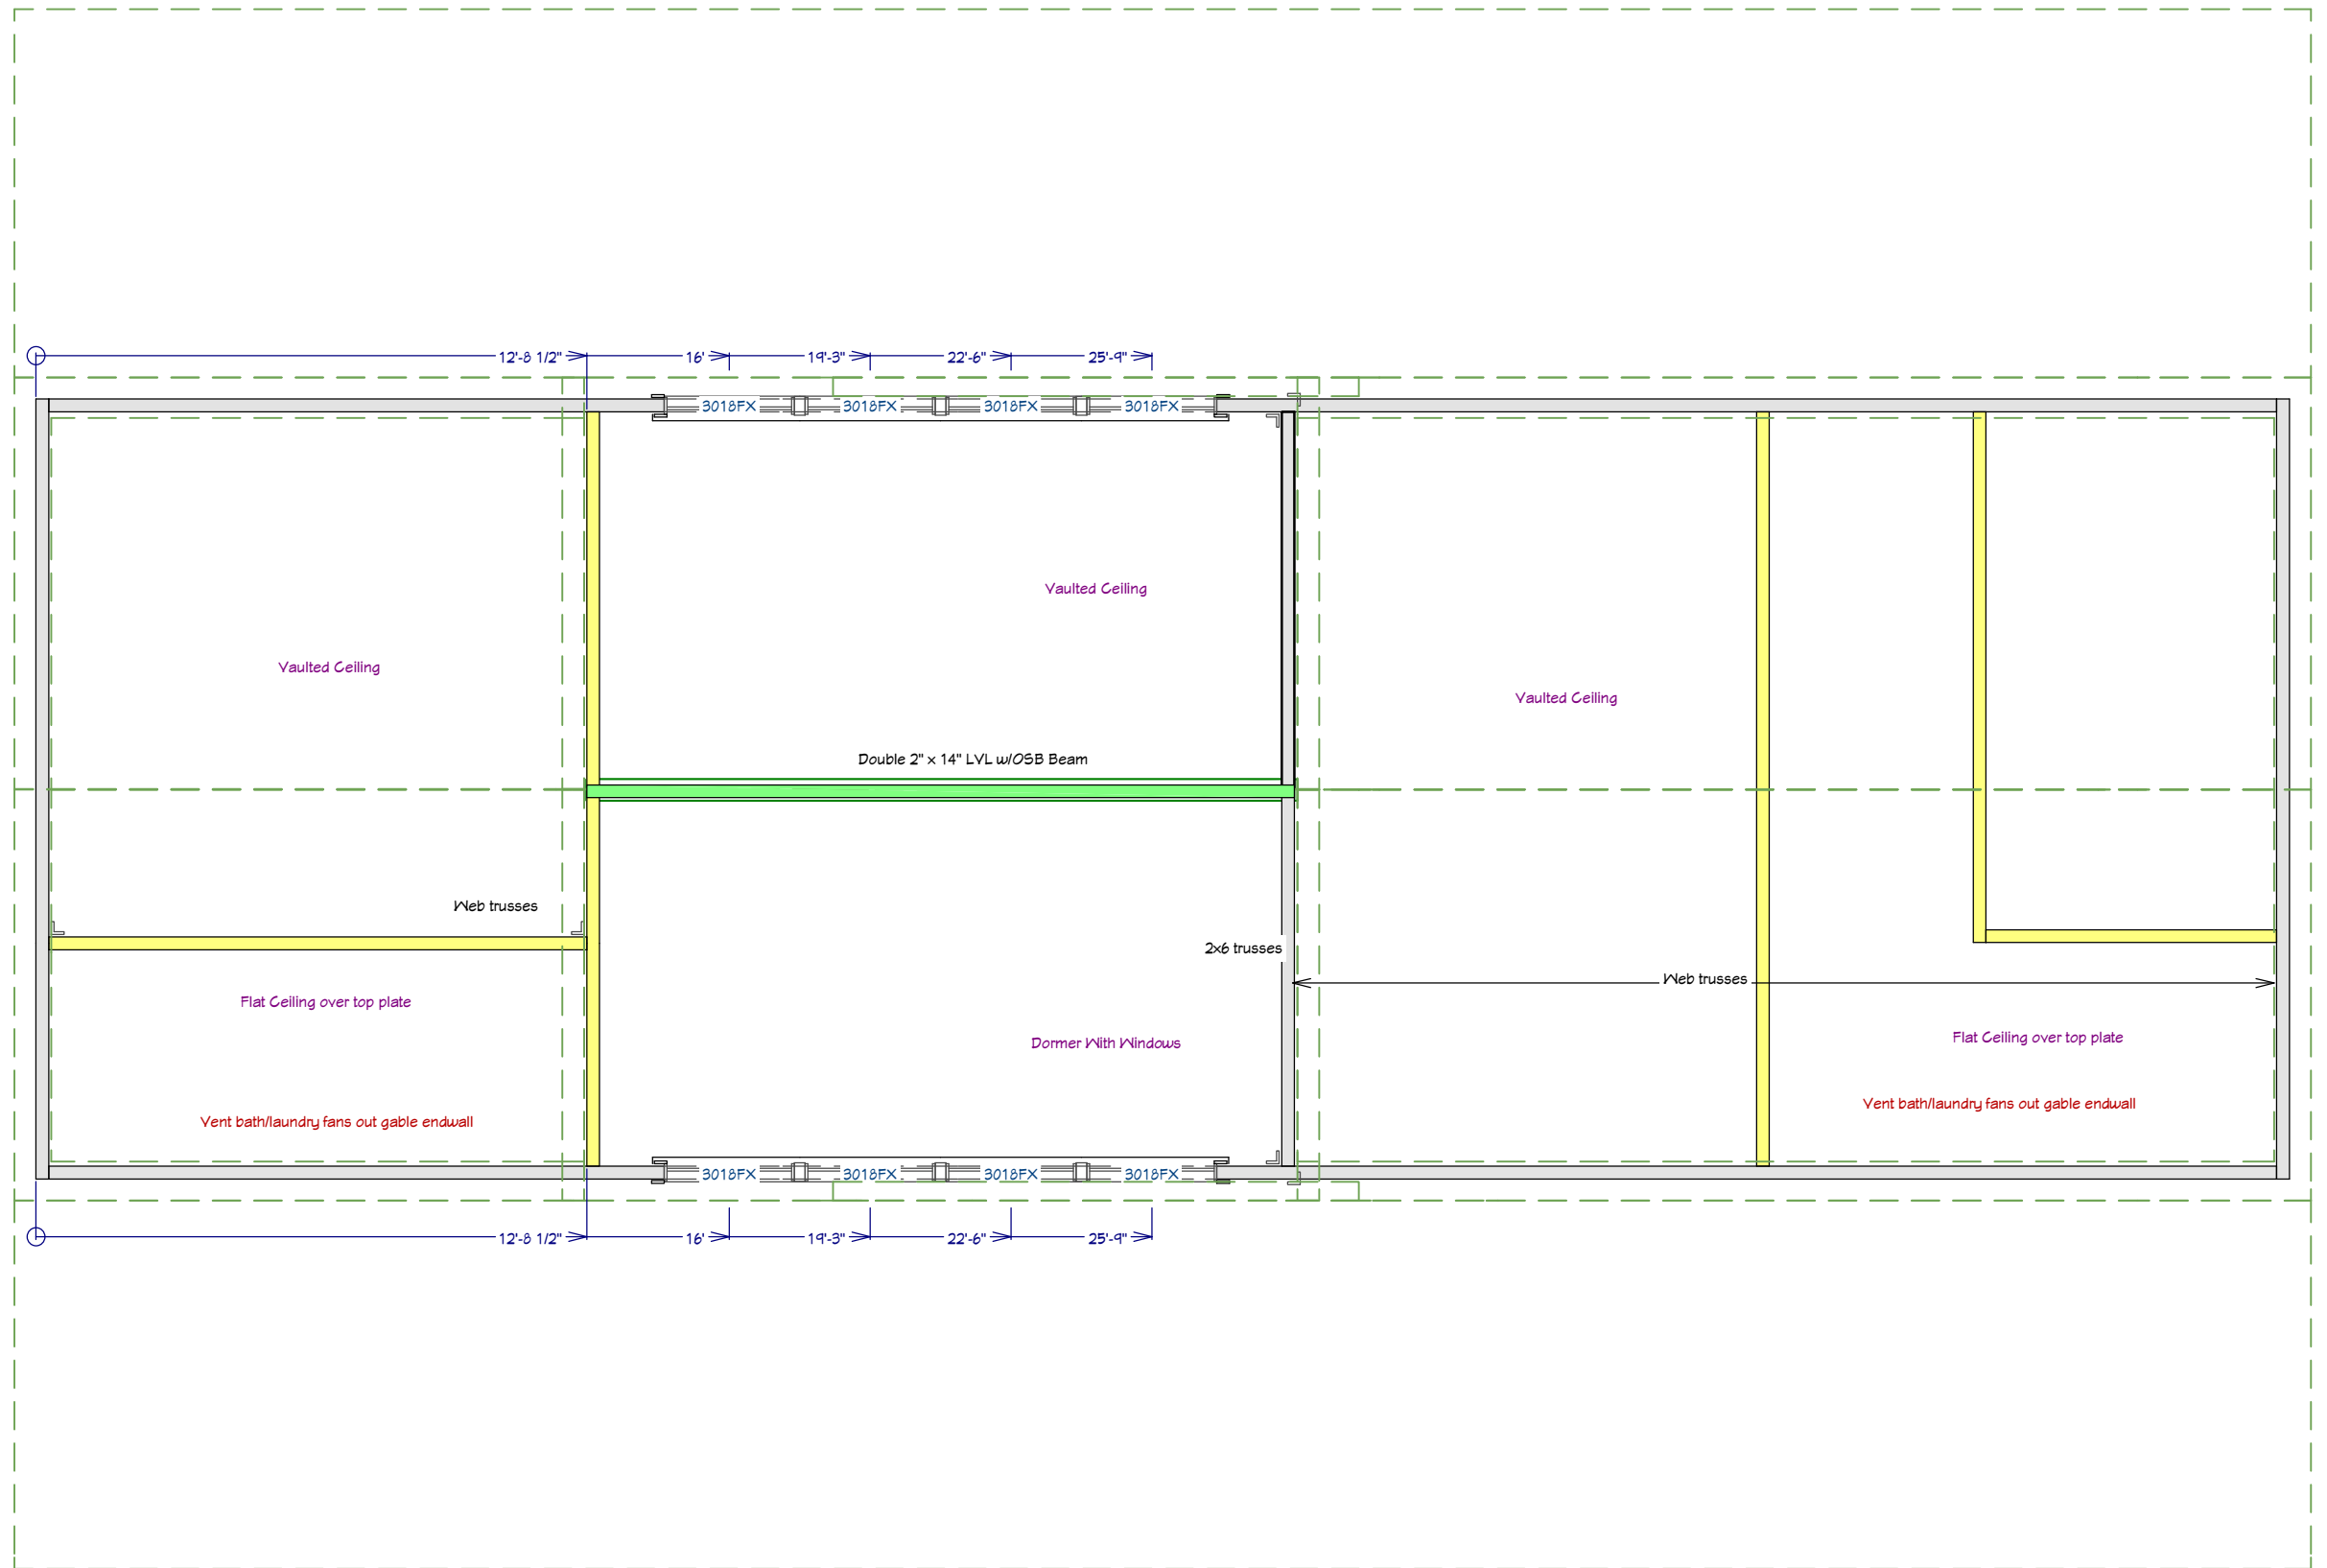 12'-8 1/2" 16' 19'-3" 22'-6" 25'-9"
3018FX 3018FX 3018FX 3018FX
Vaulted Ceiling
Vaulted Ceiling
Vaulted Ceiling
Double 2" x 14" LVL w/OSB Beam
Web trusses
2x6 trusses
Web trusses
Flat Ceiling over top plate
Dormer With Windows
Flat Ceiling over top plate
Vent bath/laundry fans out gable endwall
Vent bath/laundry fans out gable endwall
3018FX 3018FX 3018FX 3018FX
12'-8 1/2" 16' 19'-3" 22'-6" 25'-9"